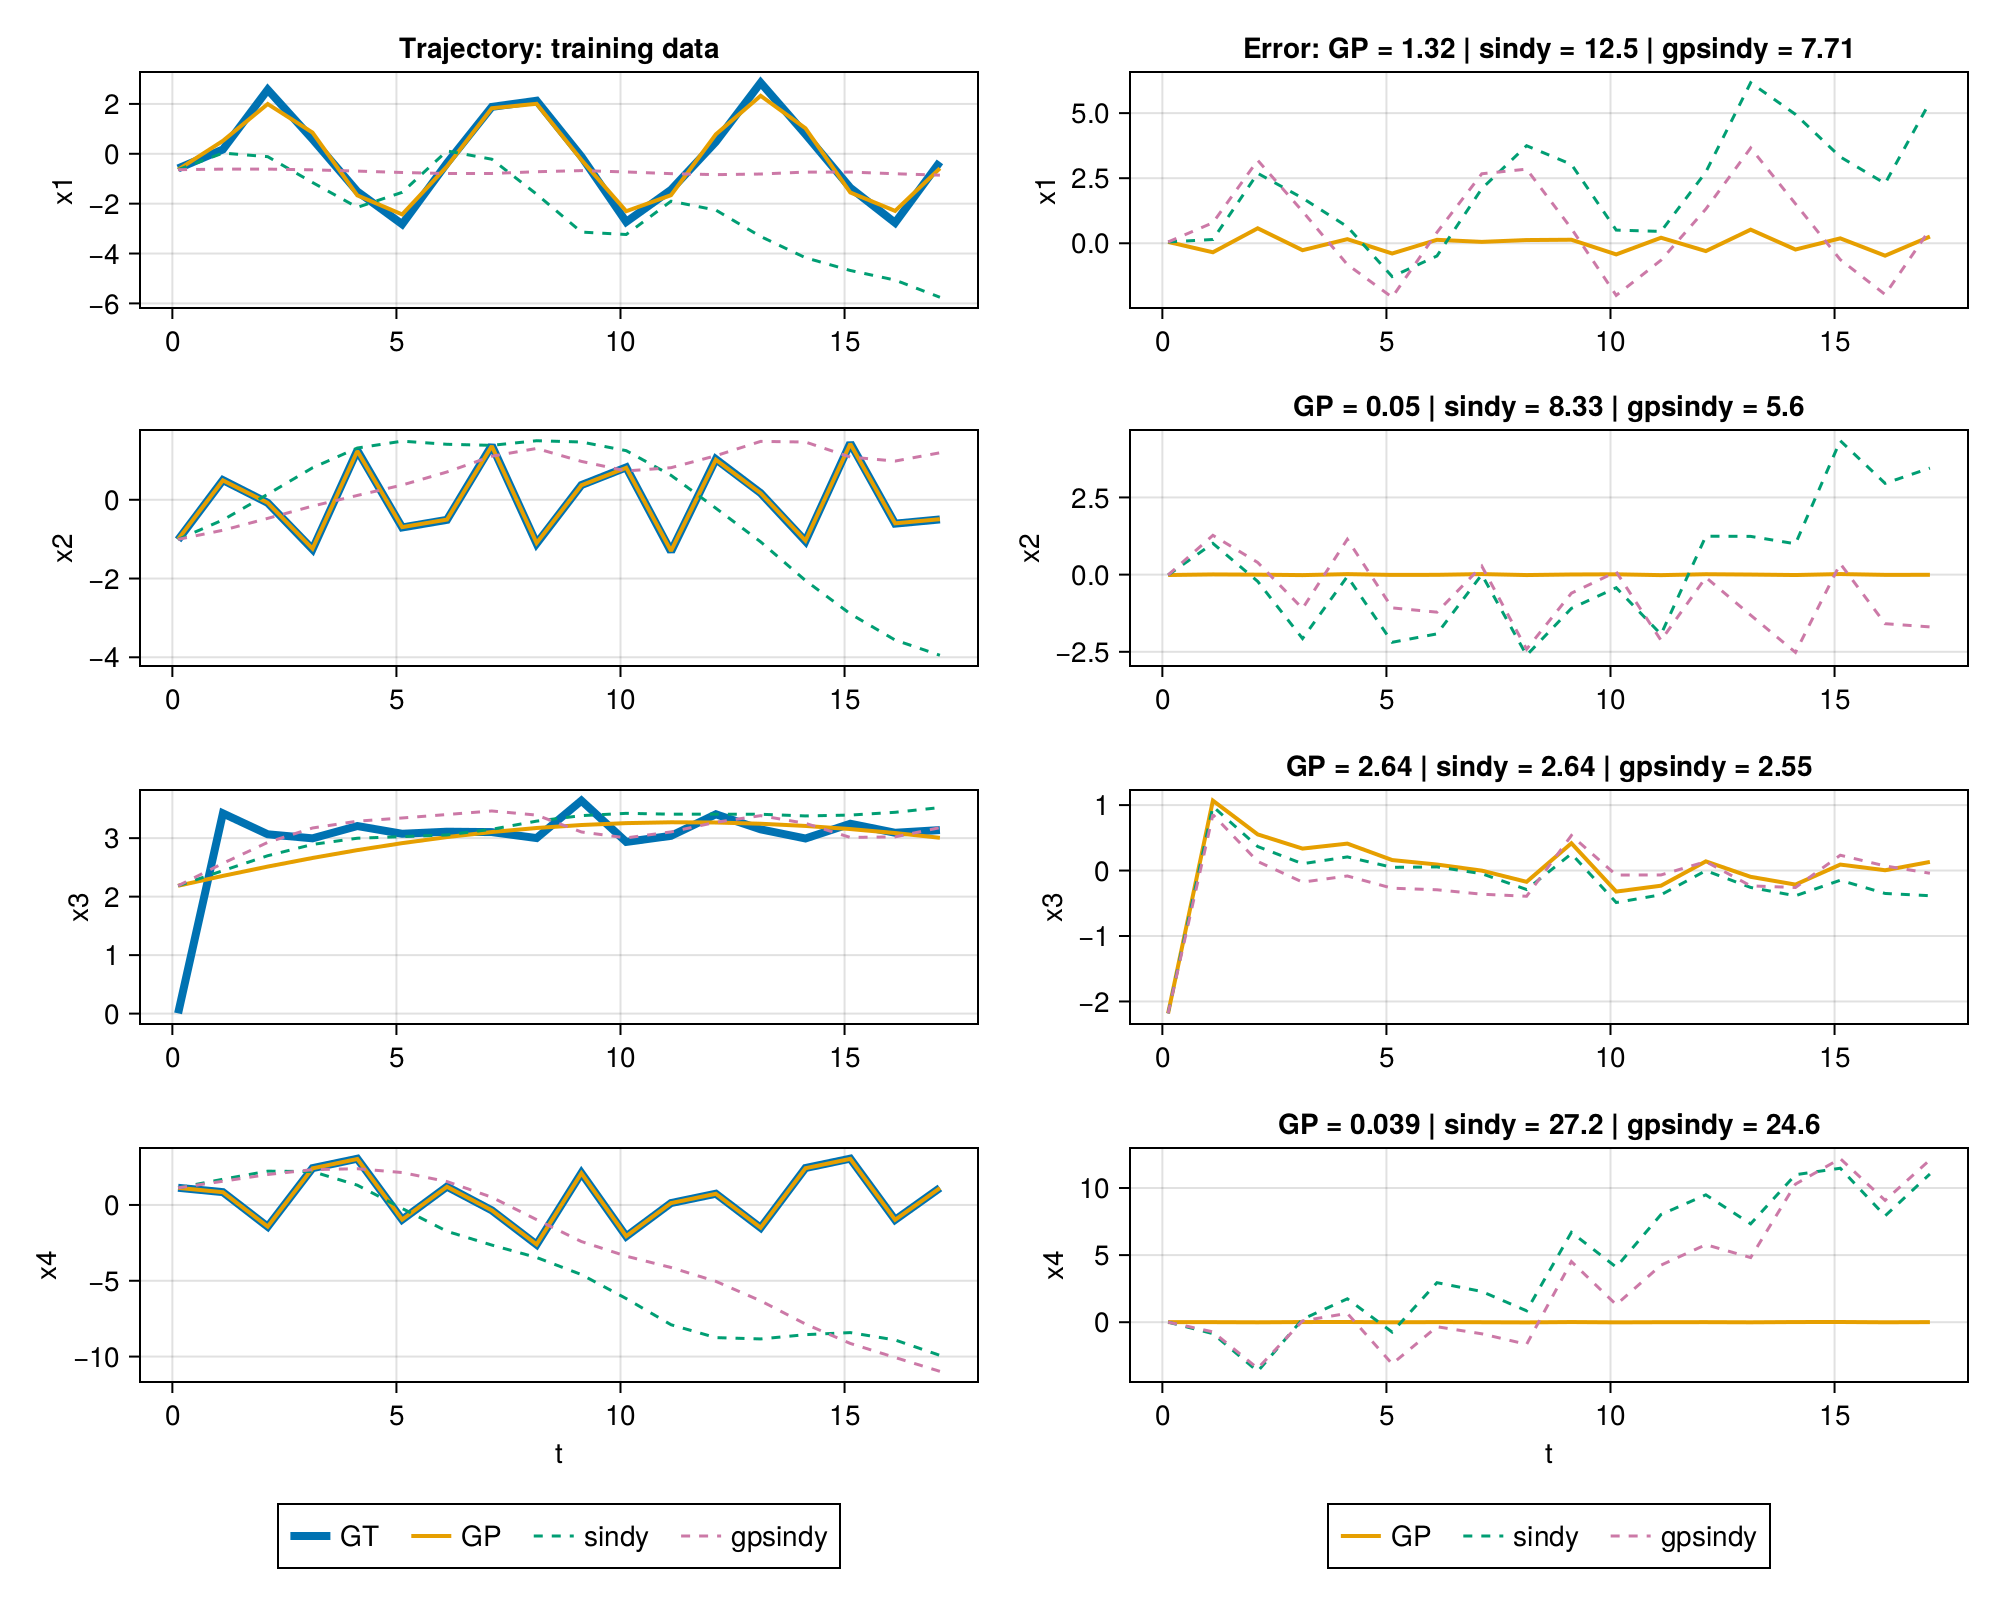 Trajectory: training data
2
0
−2
−4
−6
x1
0 5 10 15
Error: GP = 1.32 | sindy = 12.5 | gpsindy = 7.71
5.0
2.5
0.0
x1
0 5 10 15
0
−2
−4
x2
0 5 10 15
GP = 0.05 | sindy = 8.33 | gpsindy = 5.6
2.5
0.0
−2.5
x2
0 5 10 15
3
2
1
0
x3
0 5 10 15
GP = 2.64 | sindy = 2.64 | gpsindy = 2.55
1
0
−1
−2
x3
0 5 10 15
0
−5
−10
x4
0 5 10 15
t
GP = 0.039 | sindy = 27.2 | gpsindy = 24.6
10
5
0
x4
0 5 10 15
t
GT GP sindy gpsindy
GP sindy gpsindy